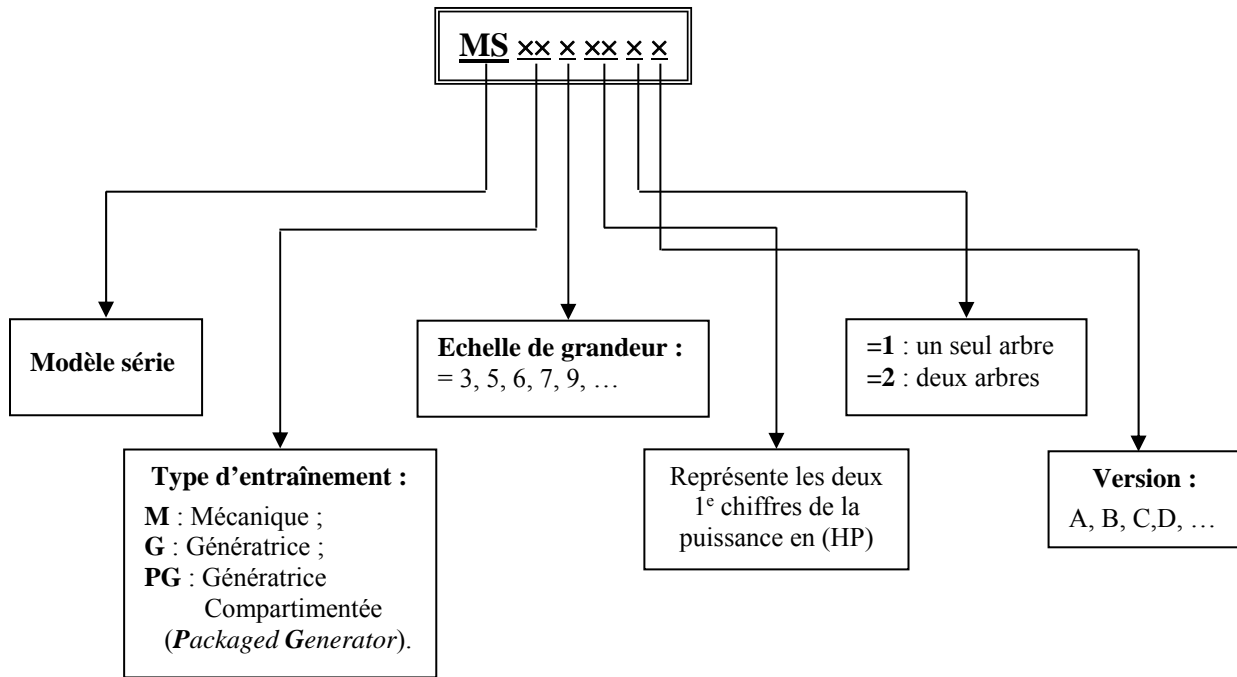 MS ×× × ×× × ×
Modèle série
Echelle de grandeur :
= 3, 5, 6, 7, 9, …
=1 : un seul arbre
=2 : deux arbres
Type d’entraînement :
M : Mécanique ;
G : Génératrice ;
PG : Génératrice
Compartimentée
(Packaged Generator).
Représente les deux
1e chiffres de la
puissance en (HP)
Version :
A, B, C,D, …